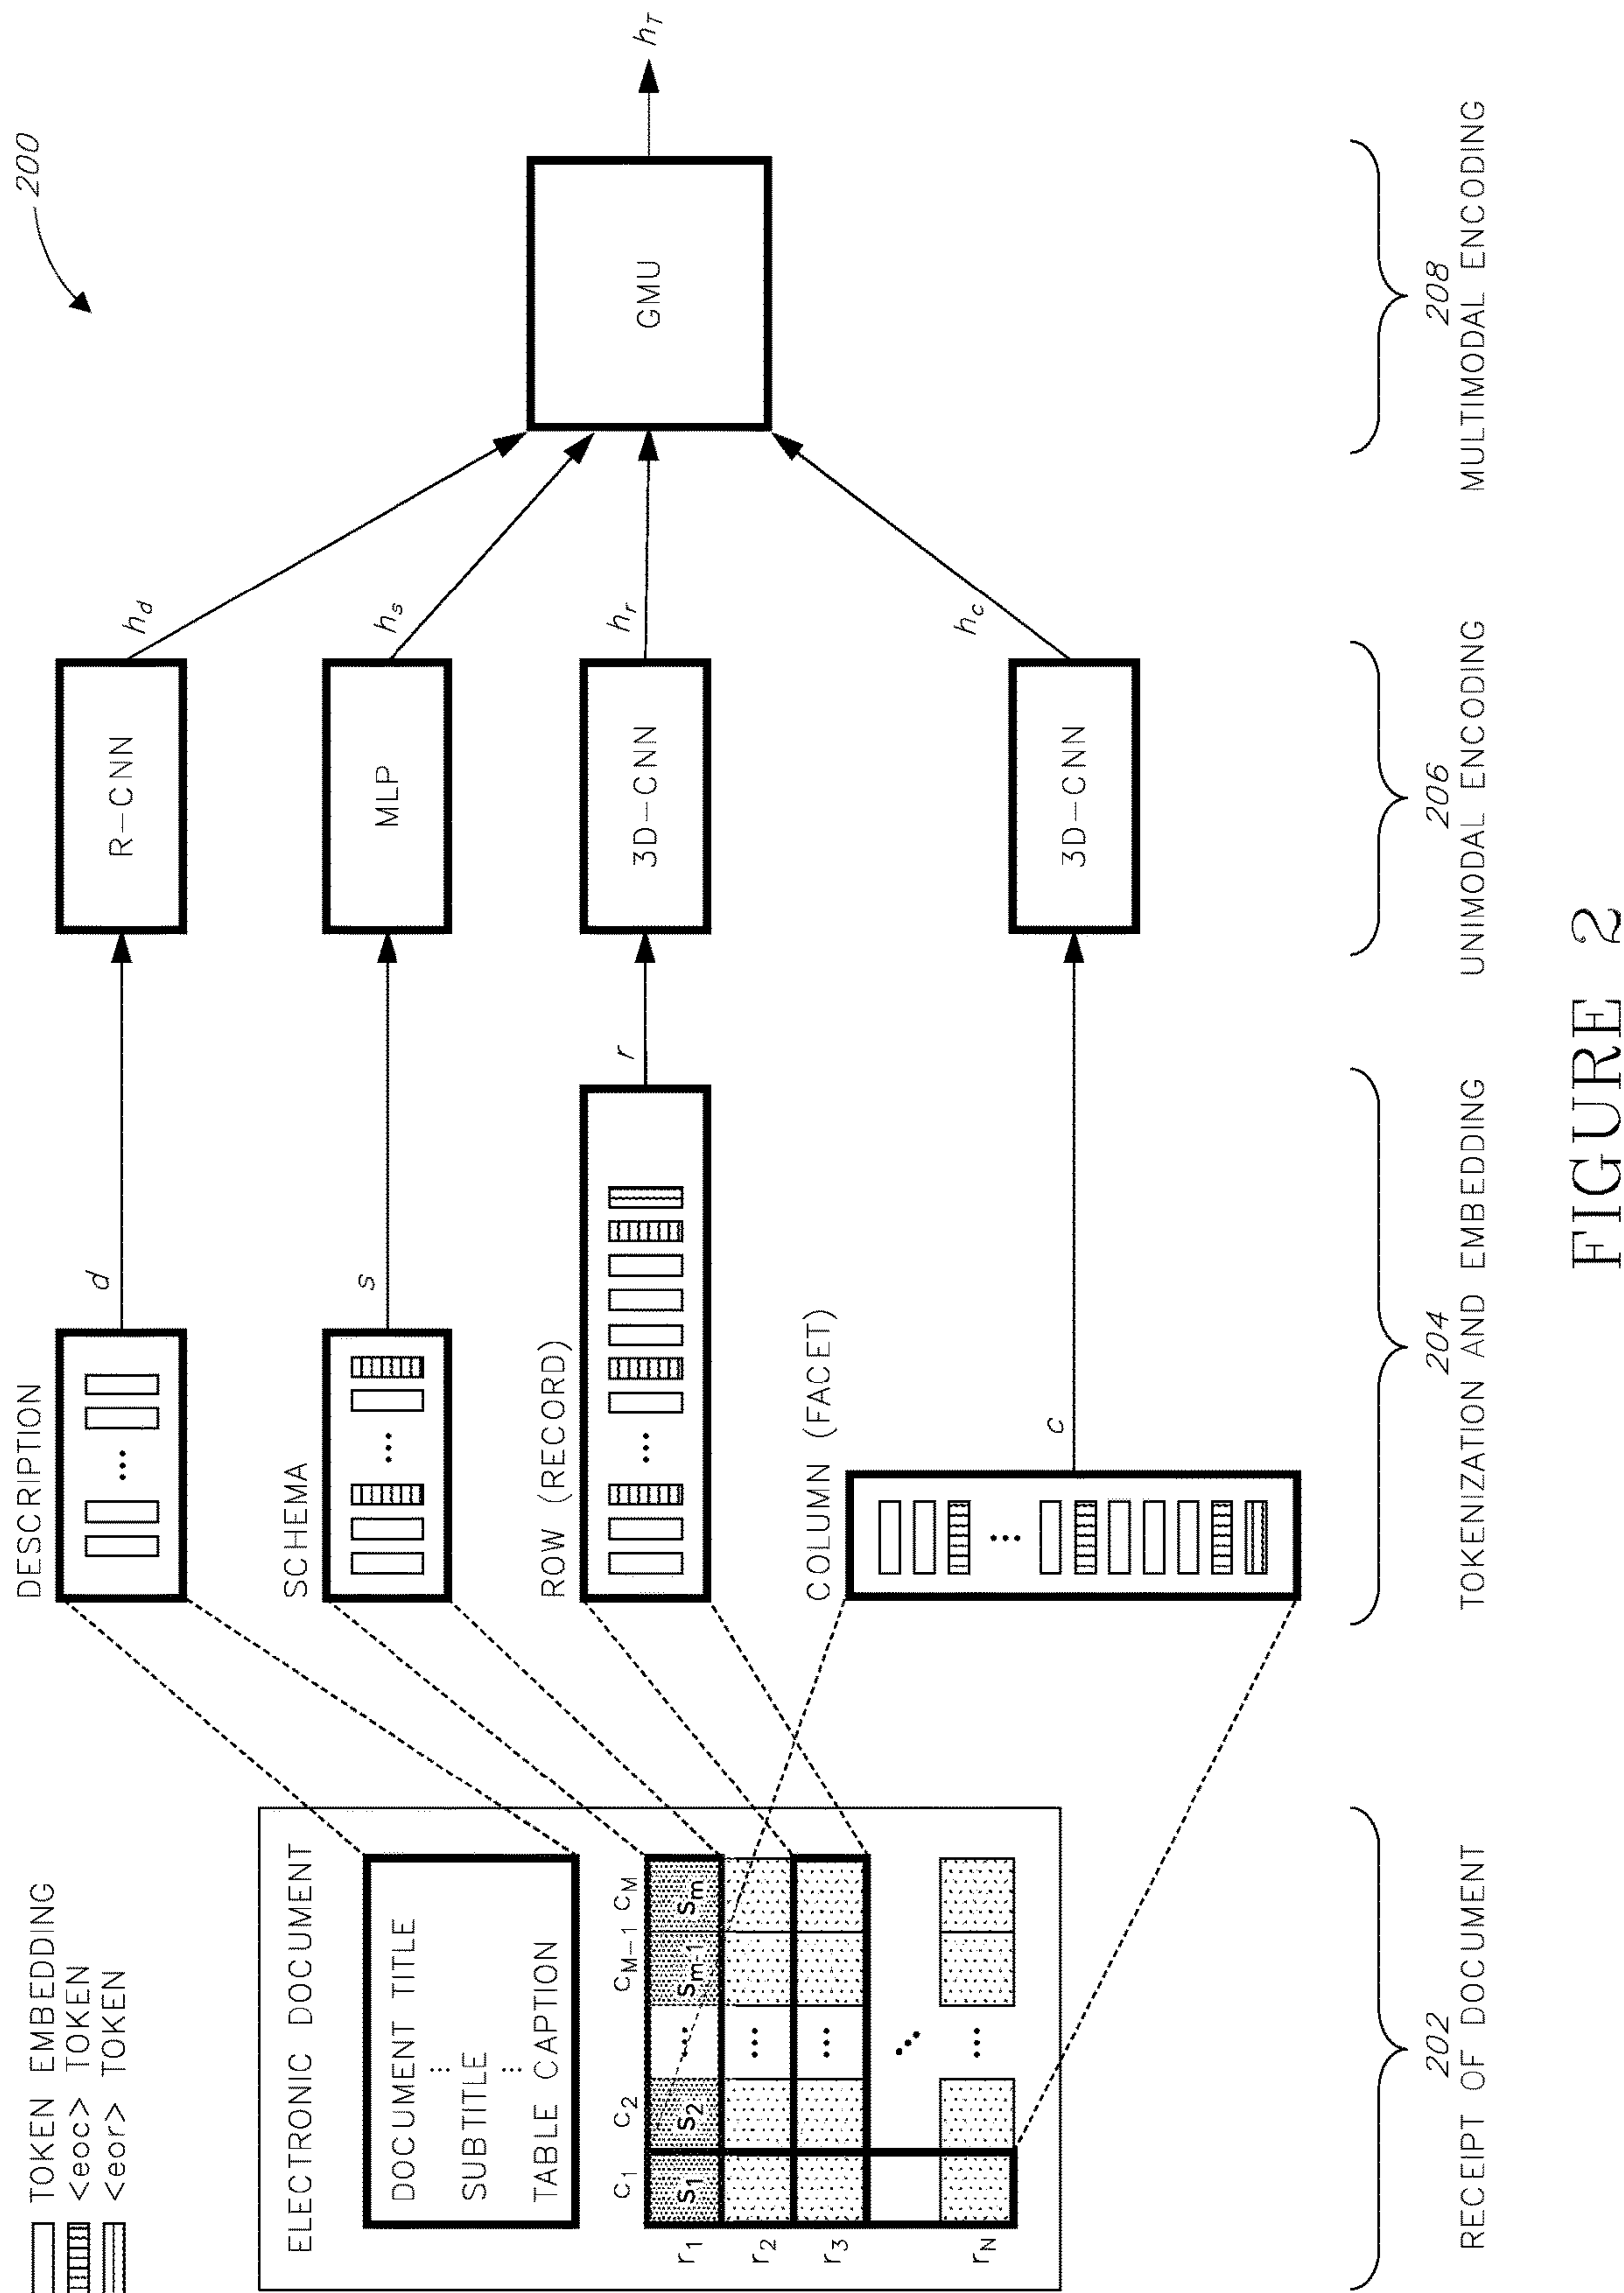 200
TOKEN EMBEDDING
<eoc> TOKEN
<eor> TOKEN
ELECTRONIC DOCUMENT
DOCUMENT TITLE
...
SUBTITLE
...
TABLE CAPTION
C1 C2 CM-1 CM
r1 S1 S2 ... Sm-1 Sm
r2 ...
r3 ...
...
rN ...
DESCRIPTION
...
d
R-CNN
hd
SCHEMA
...
s
MLP
hs
ROW (RECORD)
...
r
3D-CNN
hr
COLUMN (FACET)
...
c
3D-CNN
hc
GMU
hT
202
RECEIPT OF DOCUMENT
204
TOKENIZATION AND EMBEDDING
206
UNIMODAL ENCODING
208
MULTIMODAL ENCODING
FIGURE 2